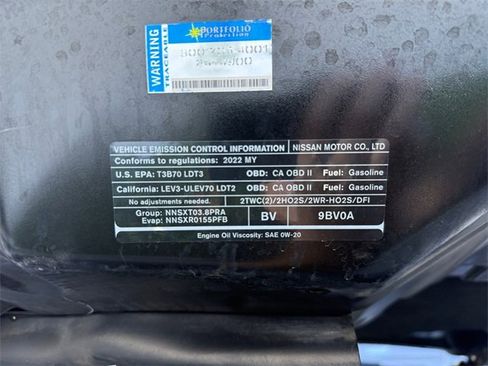 WARNING
TRACEABLE
PORTFOLIO
Protection
VEHICLE EMISSION CONTROL INFORMATION NISSAN MOTOR CO., LTD
Conforms to regulations: 2022 MY
U.S. EPA: T3B70 LDT3 OBD: CA OBD II Fuel: Gasoline
California: LEV3-ULEV70 LDT2 OBD: CA OBD II Fuel: Gasoline
No adjustments needed. 2TWC(2)/2HO2S/2WR-HO2S/DFI
Group: NNSXT03.8PRA BV 9BV0A
Evap: NNSXR0155PFB
Engine Oil Viscosity: SAE 0W-20